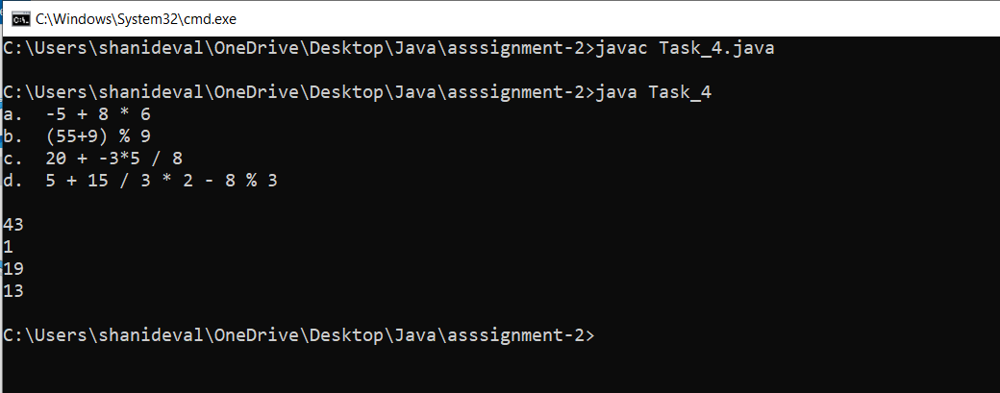 C:\Windows\System32\cmd.exe
C:\Users\shanideval\OneDrive\Desktop\Java\asssignment-2>javac Task_4.java
C:\Users\shanideval\OneDrive\Desktop\Java\asssignment-2>java Task_4
a.  -5 + 8 * 6
b.  (55+9) % 9
c.  20 + -3*5 / 8
d.  5 + 15 / 3 * 2 - 8 % 3
43
1
19
13
C:\Users\shanideval\OneDrive\Desktop\Java\asssignment-2>